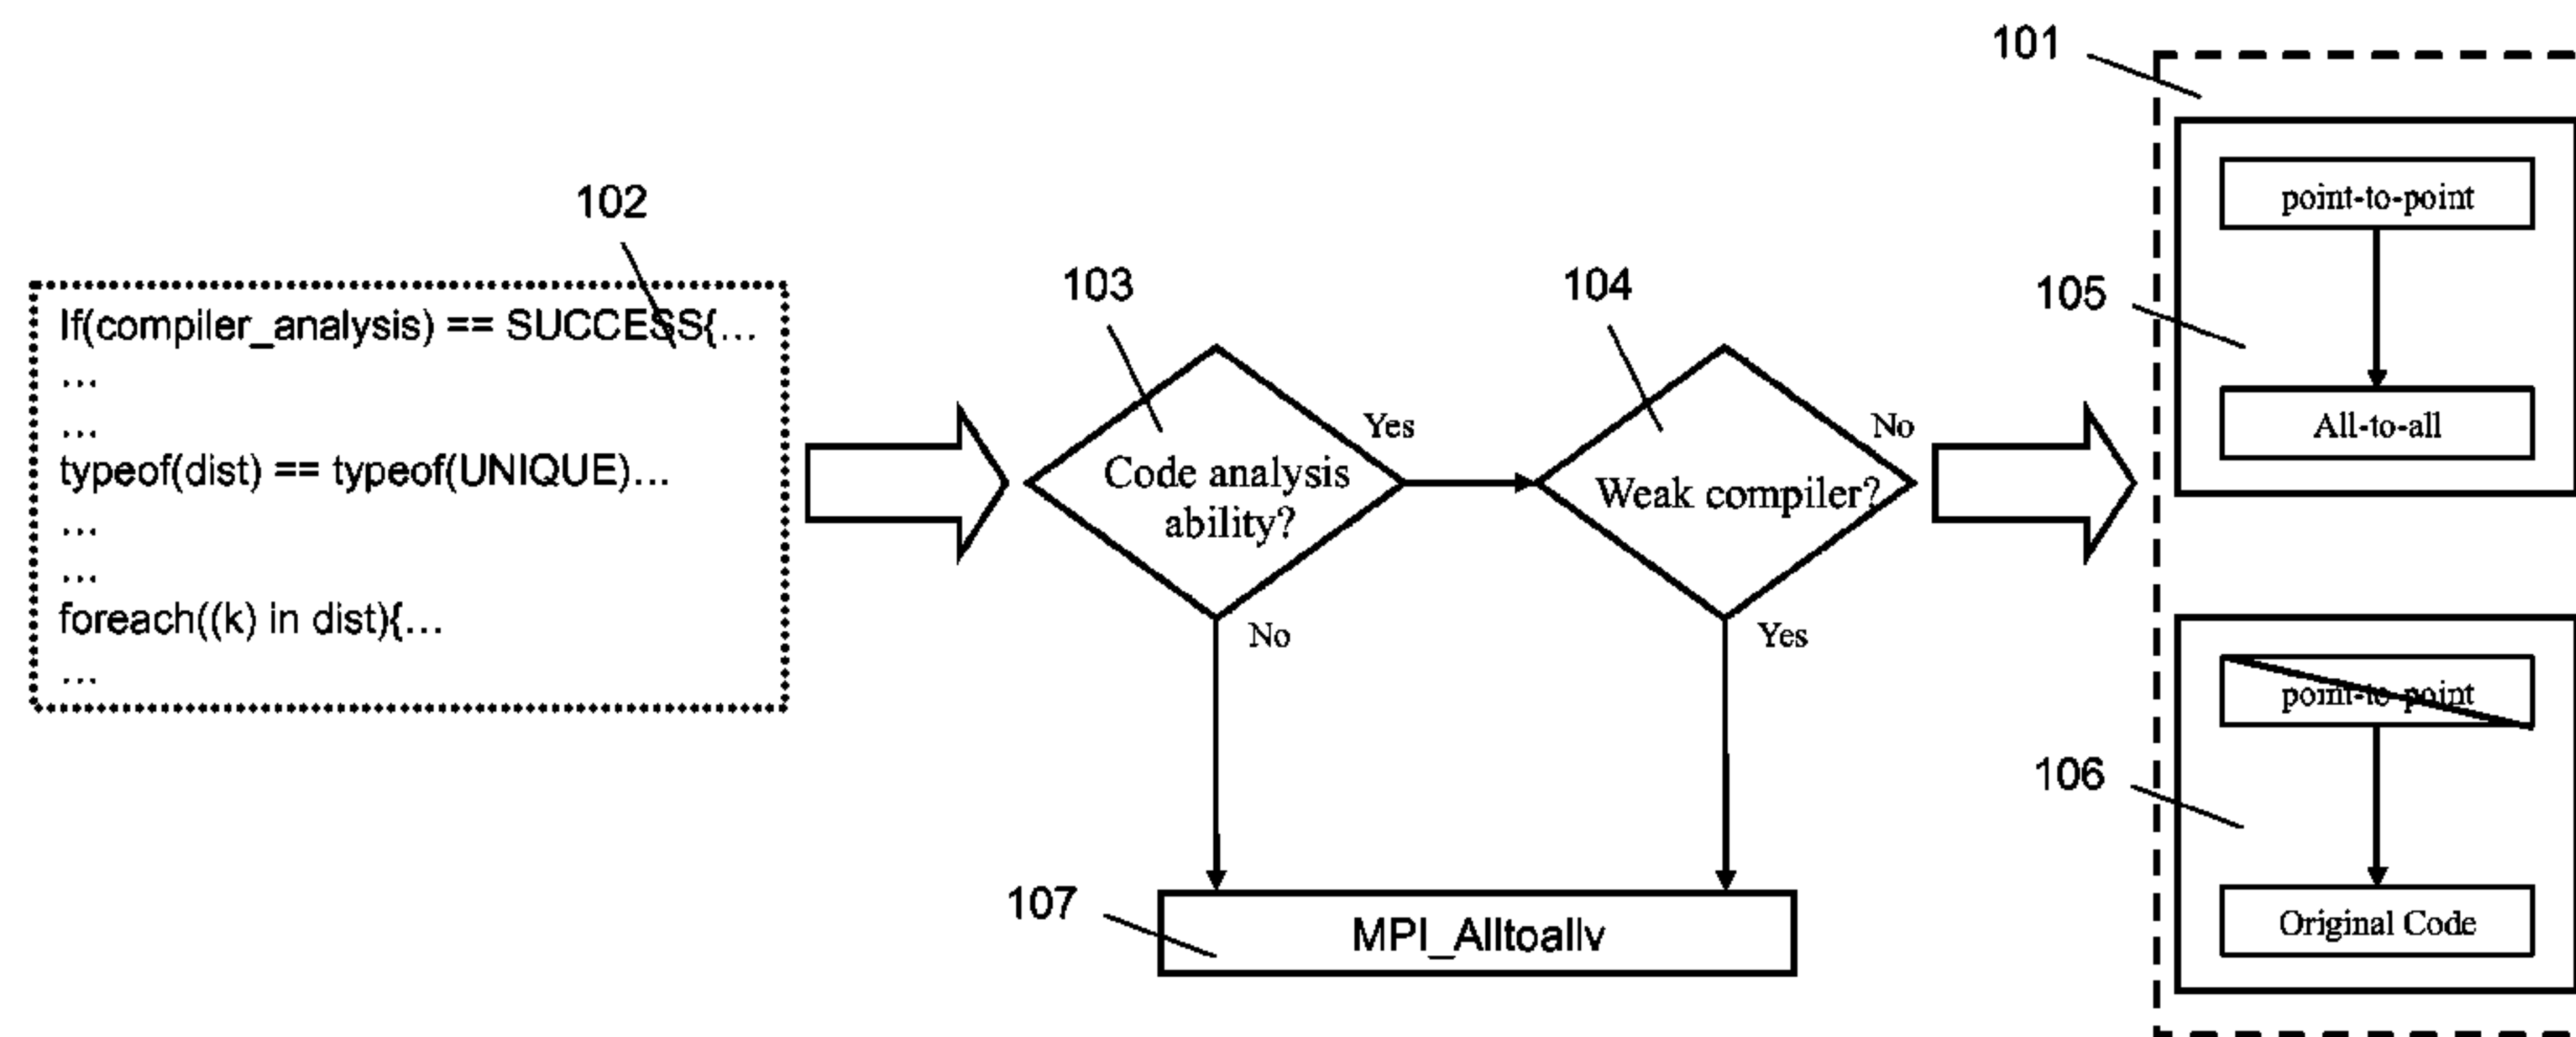 101
102
If(compiler_analysis) == SUCCESS{...
...
...
typeof(dist) == typeof(UNIQUE)...
...
...
foreach((k) in dist){...
...
103
Code analysis
ability?
Yes
No
104
Weak compiler?
No
Yes
107
MPI_Alltoallv
105
point-to-point
All-to-all
106
point-to-point
Original Code